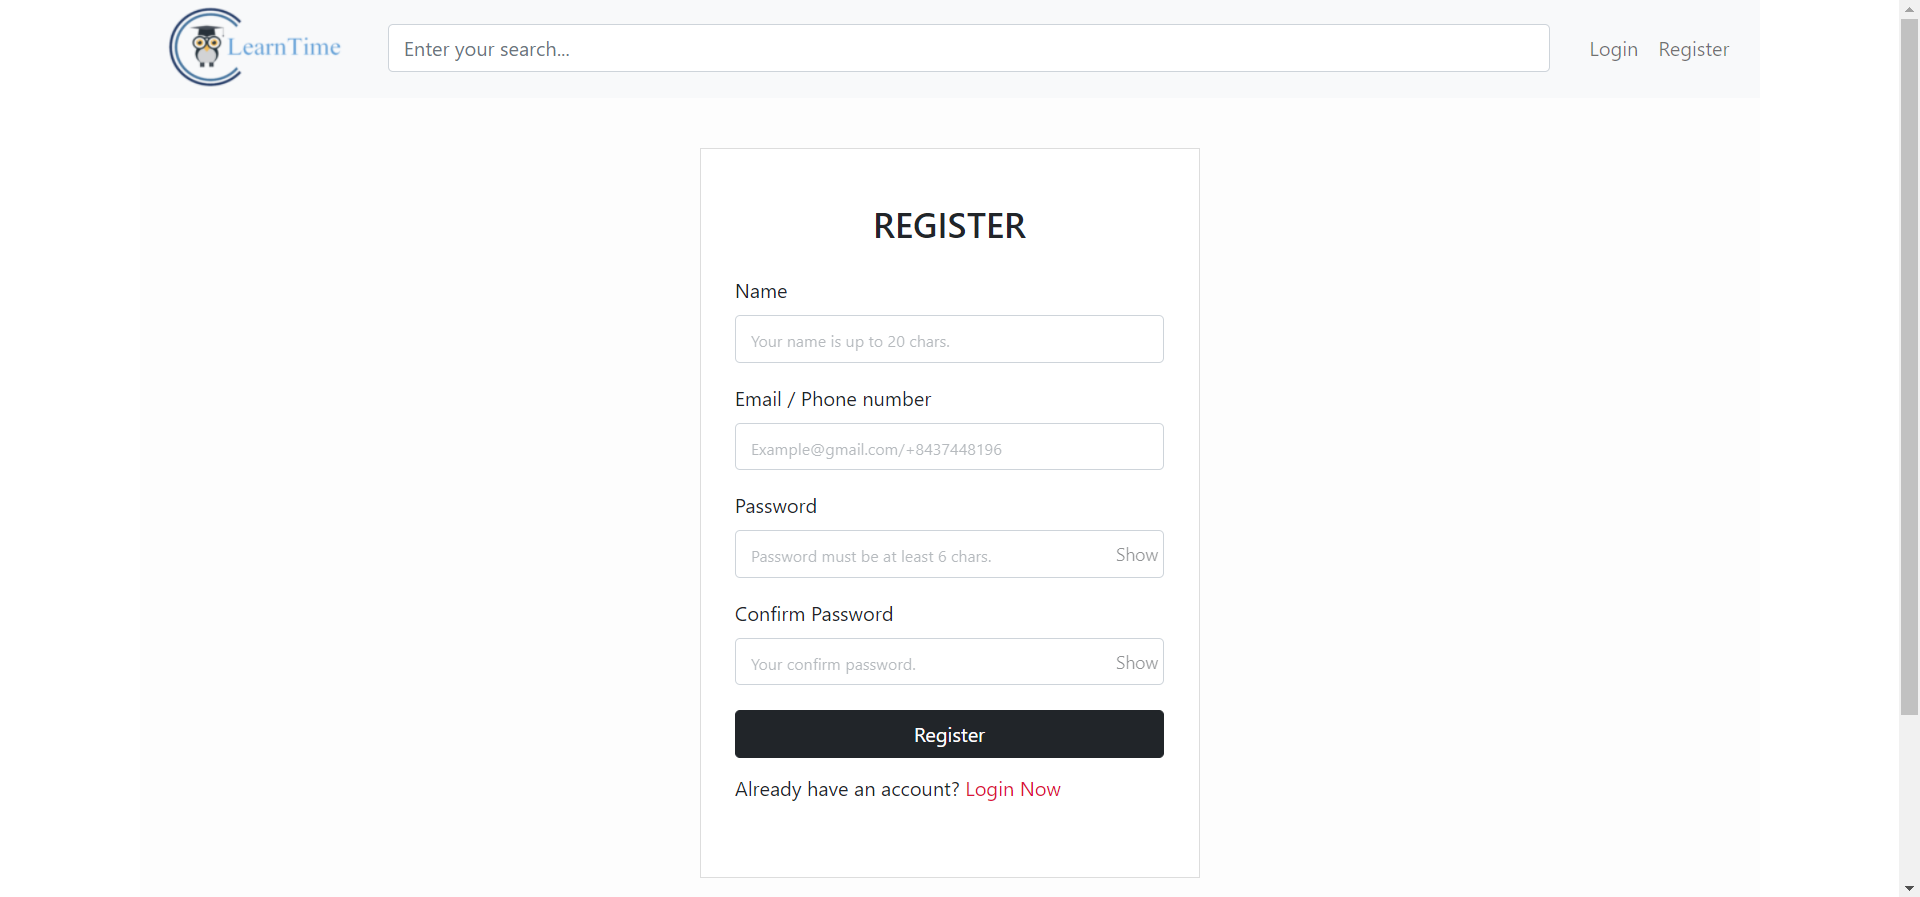 LearnTime
Enter your search...
Login
Register
REGISTER
Name
Your name is up to 20 chars.
Email / Phone number
Example@gmail.com/+8437448196
Password
Password must be at least 6 chars.
Show
Confirm Password
Your confirm password.
Show
Register
Already have an account? Login Now